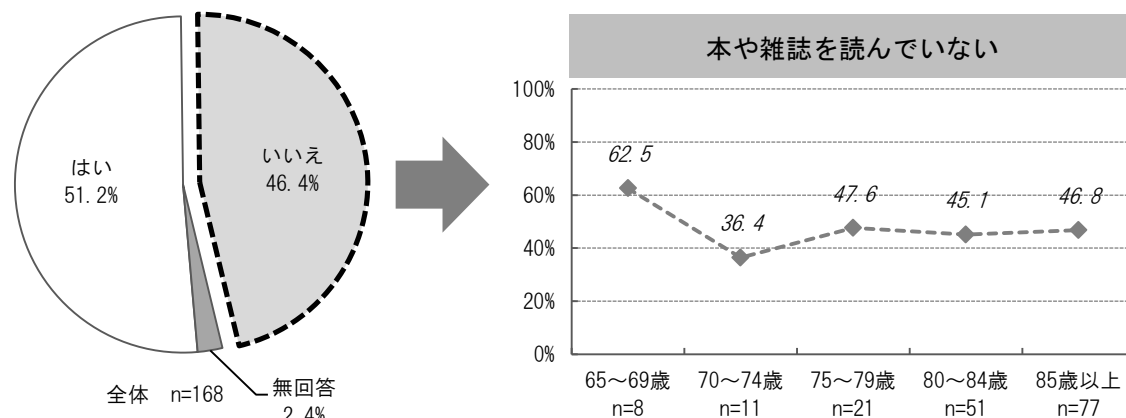 はい
51.2%
いいえ
46.4%
無回答
2.4%
全体 n=168
本や雑誌を読んでいない
100%
80%
60%
40%
20%
0%
62.5
36.4
47.6
45.1
46.8
65～69歳
n=8
70～74歳
n=11
75～79歳
n=21
80～84歳
n=51
85歳以上
n=77